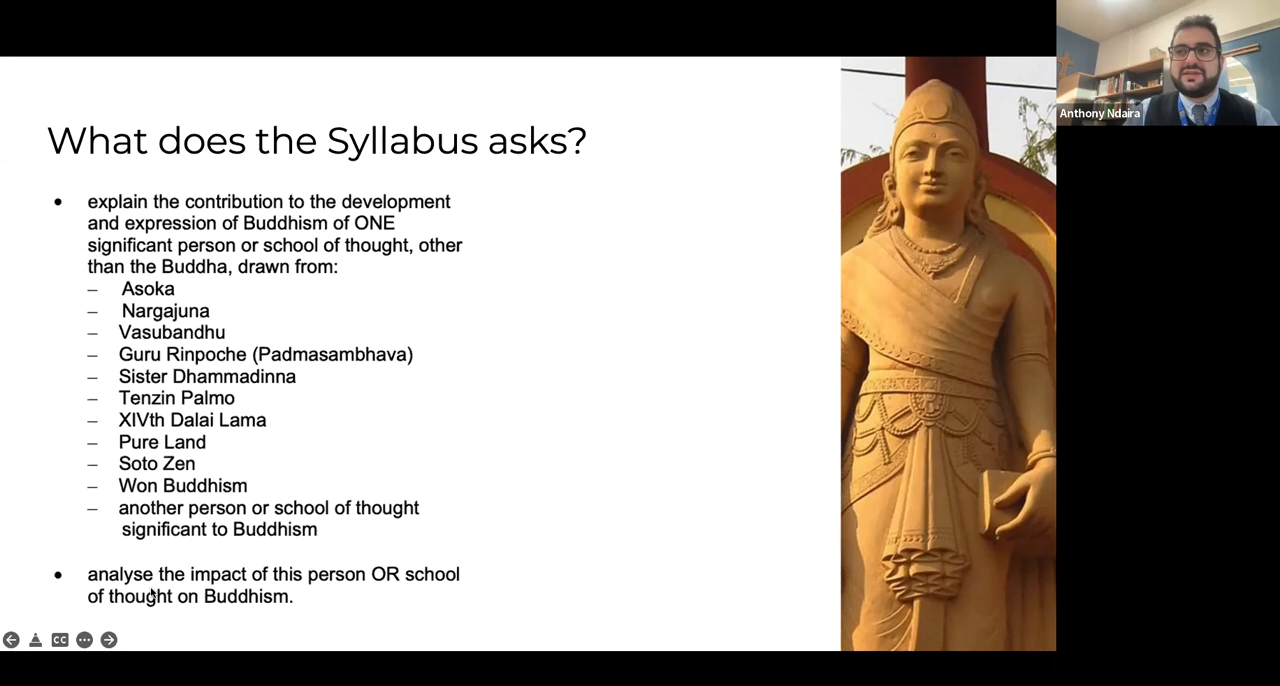 What does the Syllabus asks?
• explain the contribution to the development
and expression of Buddhism of ONE
significant person or school of thought, other
than the Buddha, drawn from:
– Asoka
– Nargajuna
– Vasubandhu
– Guru Rinpoche (Padmasambhava)
– Sister Dhammadinna
– Tenzin Palmo
– XIVth Dalai Lama
– Pure Land
– Soto Zen
– Won Buddhism
– another person or school of thought
significant to Buddhism
• analyse the impact of this person OR school
of thought on Buddhism.
CC
Anthony Ndaira